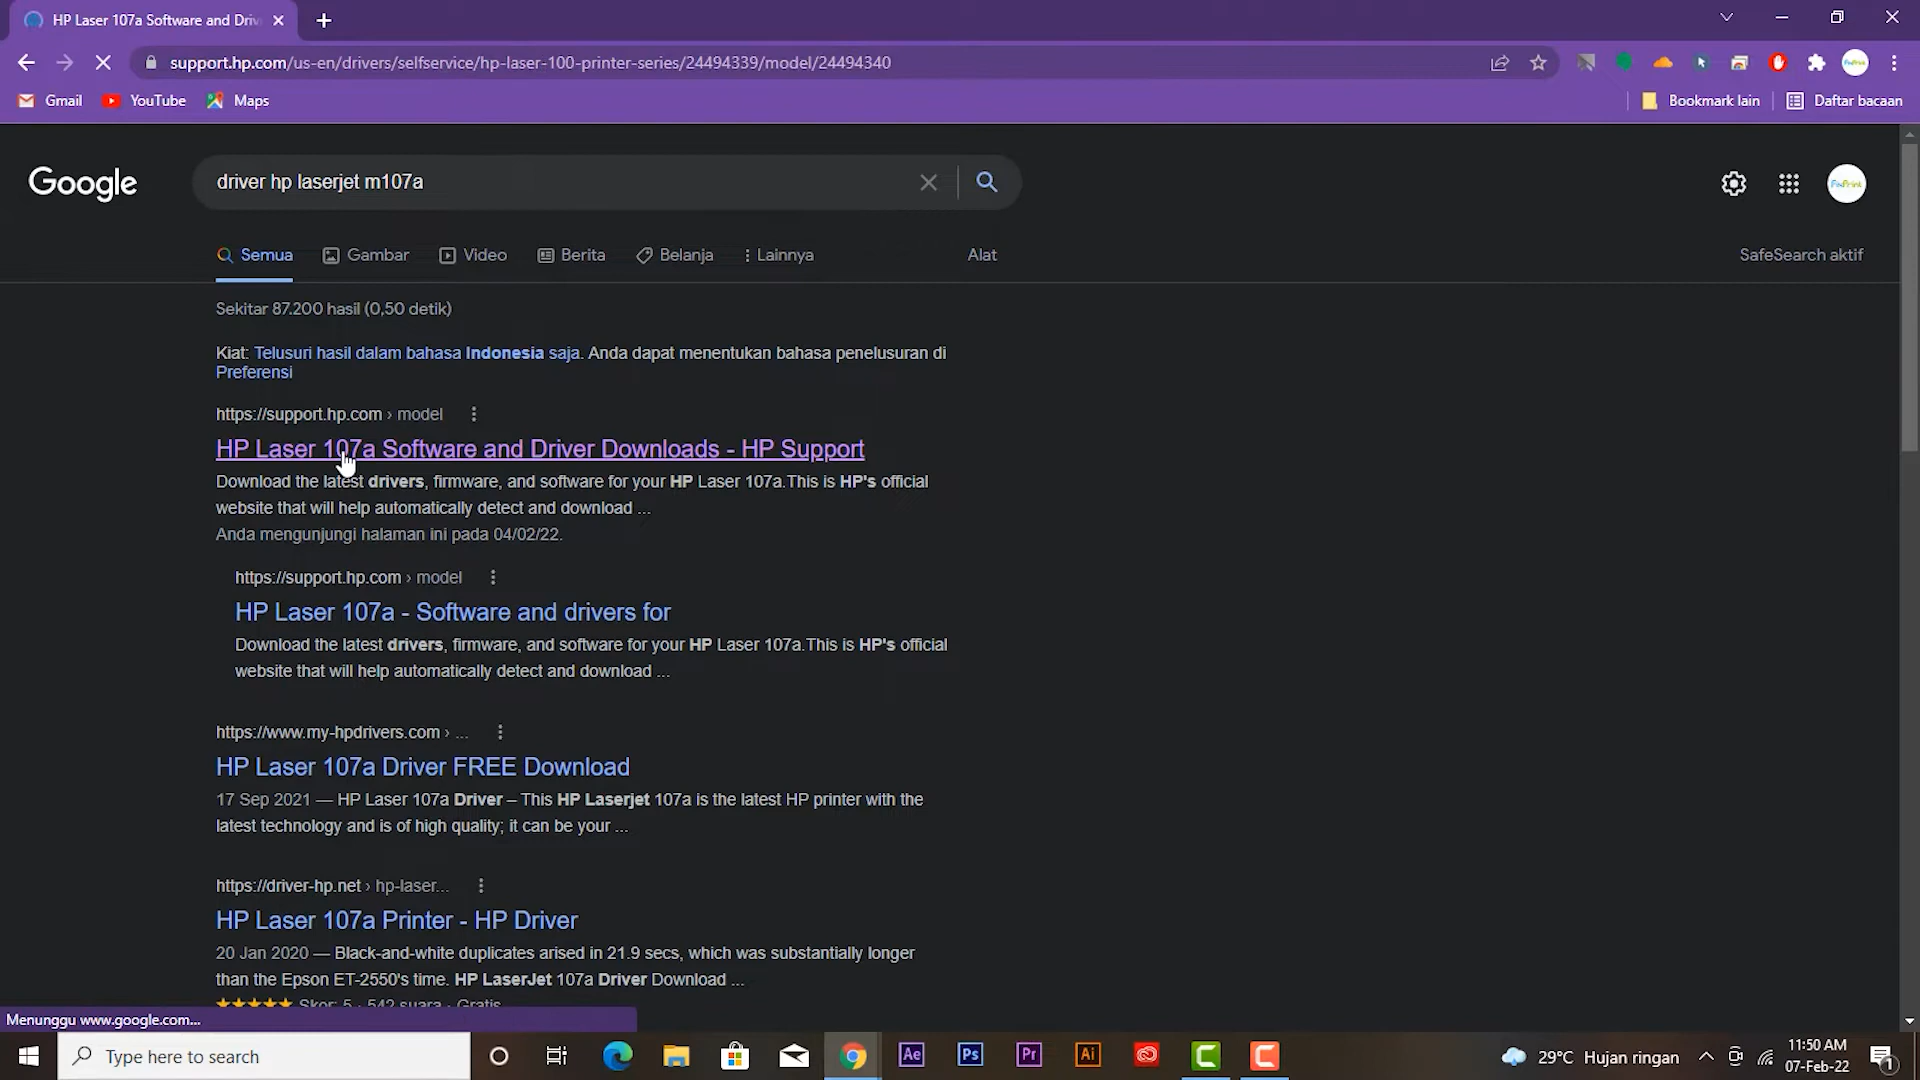 HP Laser 107a Software and Driv
support.hp.com/us-en/drivers/selfservice/hp-laser-100-printer-series/24494339/model/24494340
Gmail YouTube Maps Bookmark lain Daftar bacaan
Google driver hp laserjet m107a FixPrint
Semua Gambar Video Berita Belanja Lainnya Alat SafeSearch aktif
Sekitar 87.200 hasil (0,50 detik)
Kiat: Telusuri hasil dalam bahasa Indonesia saja. Anda dapat menentukan bahasa penelusuran di
Preferensi
https://support.hp.com › model
HP Laser 107a Software and Driver Downloads - HP Support
Download the latest drivers, firmware, and software for your HP Laser 107a.This is HP's official
website that will help automatically detect and download ...
Anda mengunjungi halaman ini pada 04/02/22.
https://support.hp.com › model
HP Laser 107a - Software and drivers for
Download the latest drivers, firmware, and software for your HP Laser 107a.This is HP's official
website that will help automatically detect and download ...
https://www.my-hpdrivers.com › ...
HP Laser 107a Driver FREE Download
17 Sep 2021 — HP Laser 107a Driver – This HP Laserjet 107a is the latest HP printer with the
latest technology and is of high quality; it can be your ...
https://driver-hp.net › hp-laser...
HP Laser 107a Printer - HP Driver
20 Jan 2020 — Black-and-white duplicates arised in 21.9 secs, which was substantially longer
than the Epson ET-2550's time. HP LaserJet 107a Driver Download ...
★★★★★ Skor: 5 · 542 suara · Gratis
Menunggu www.google.com...
Type here to search Ae Ps Pr Ai 29°C Hujan ringan 11:50 AM
07-Feb-22 1